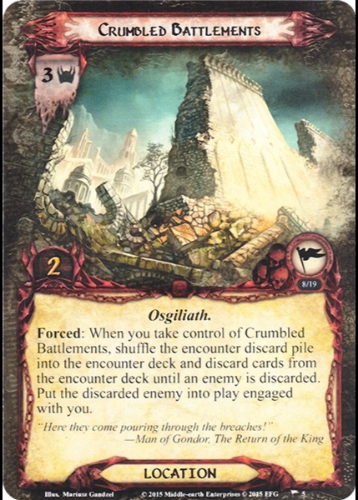 CRUMBLED BATTLEMENTS
3
2
8/19
Osgiliath.
Forced: When you take control of Crumbled
Battlements, shuffle the encounter discard pile
into the encounter deck and discard cards from
the encounter deck until an enemy is discarded.
Put the discarded enemy into play engaged
with you.
"Here they come pouring through the breaches!"
—Man of Gondor, The Return of the King
LOCATION
Illus. Mariusz Gandzel
© 2015 Middle-earth Enterprises © 2015 FFG